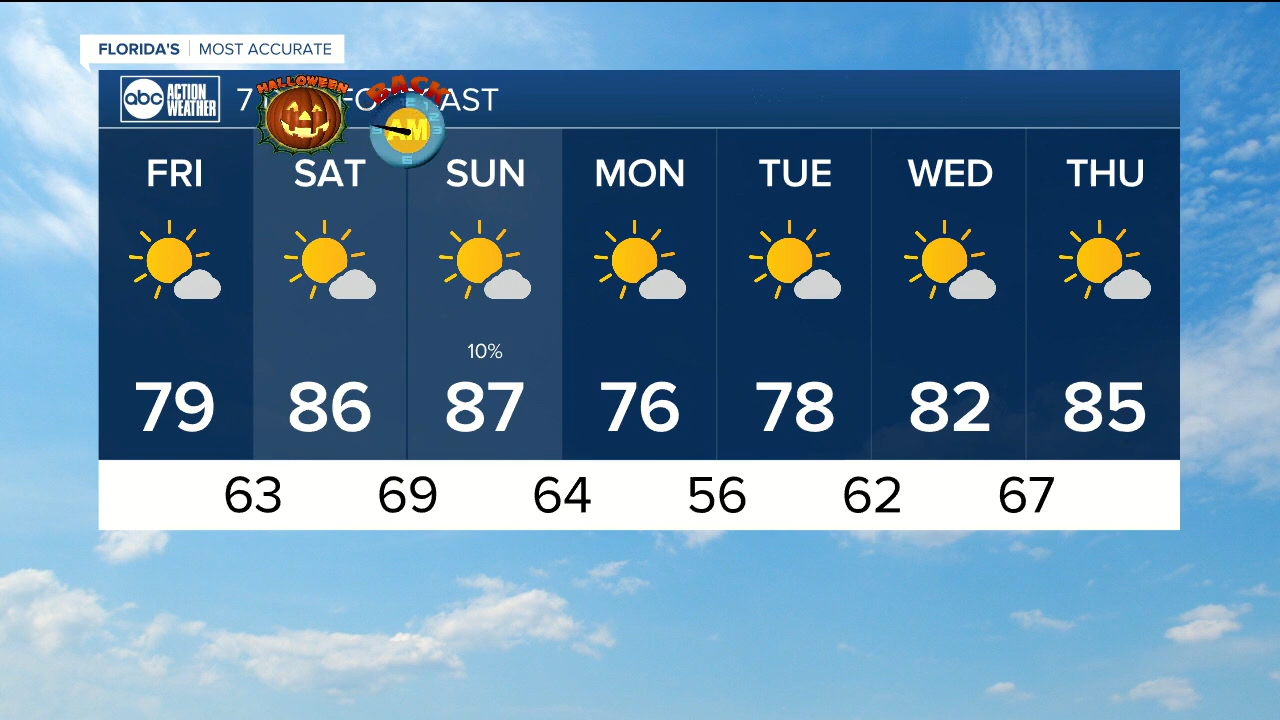 FLORIDA'S MOST ACCURATE
abc ACTION WEATHER 7
HALLOWEEN BACK
AM
FRI SAT SUN MON TUE WED THU
10%
79 86 87 76 78 82 85
63 69 64 56 62 67